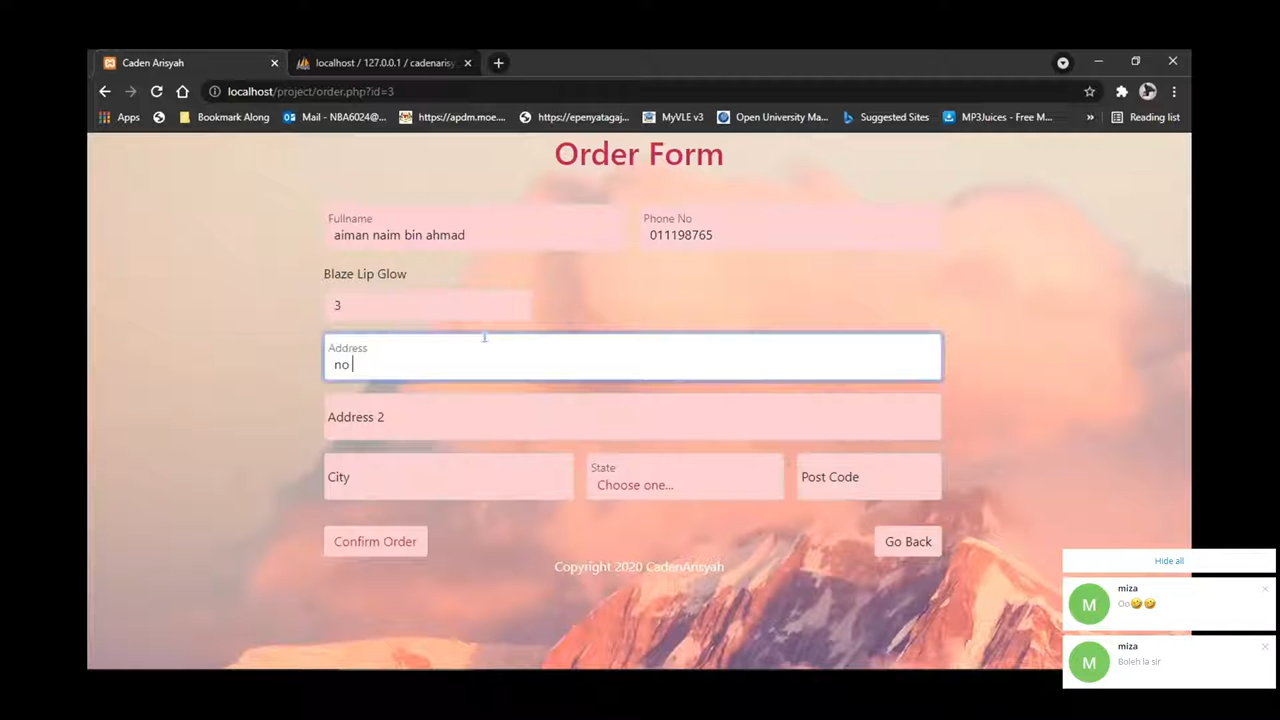 Caden Arisyah
localhost / 127.0.0.1 / cadenarisy
localhost/project/order.php?id=3
Apps
Bookmark Along
Mail - NBA6024@...
https://apdm.moe....
https://epenyatagaj...
MyVLE v3
Open University Ma...
Suggested Sites
MP3Juices - Free M...
»
Reading list
Order Form
Fullname
aiman naim bin ahmad
Phone No
011198765
Blaze Lip Glow
3
Address
no
Address 2
City
State
Choose one...
Post Code
Confirm Order
Go Back
Copyright 2020 CadenArisyah
Hide all
M
miza
Oo🤣🤣
M
miza
Boleh la sir